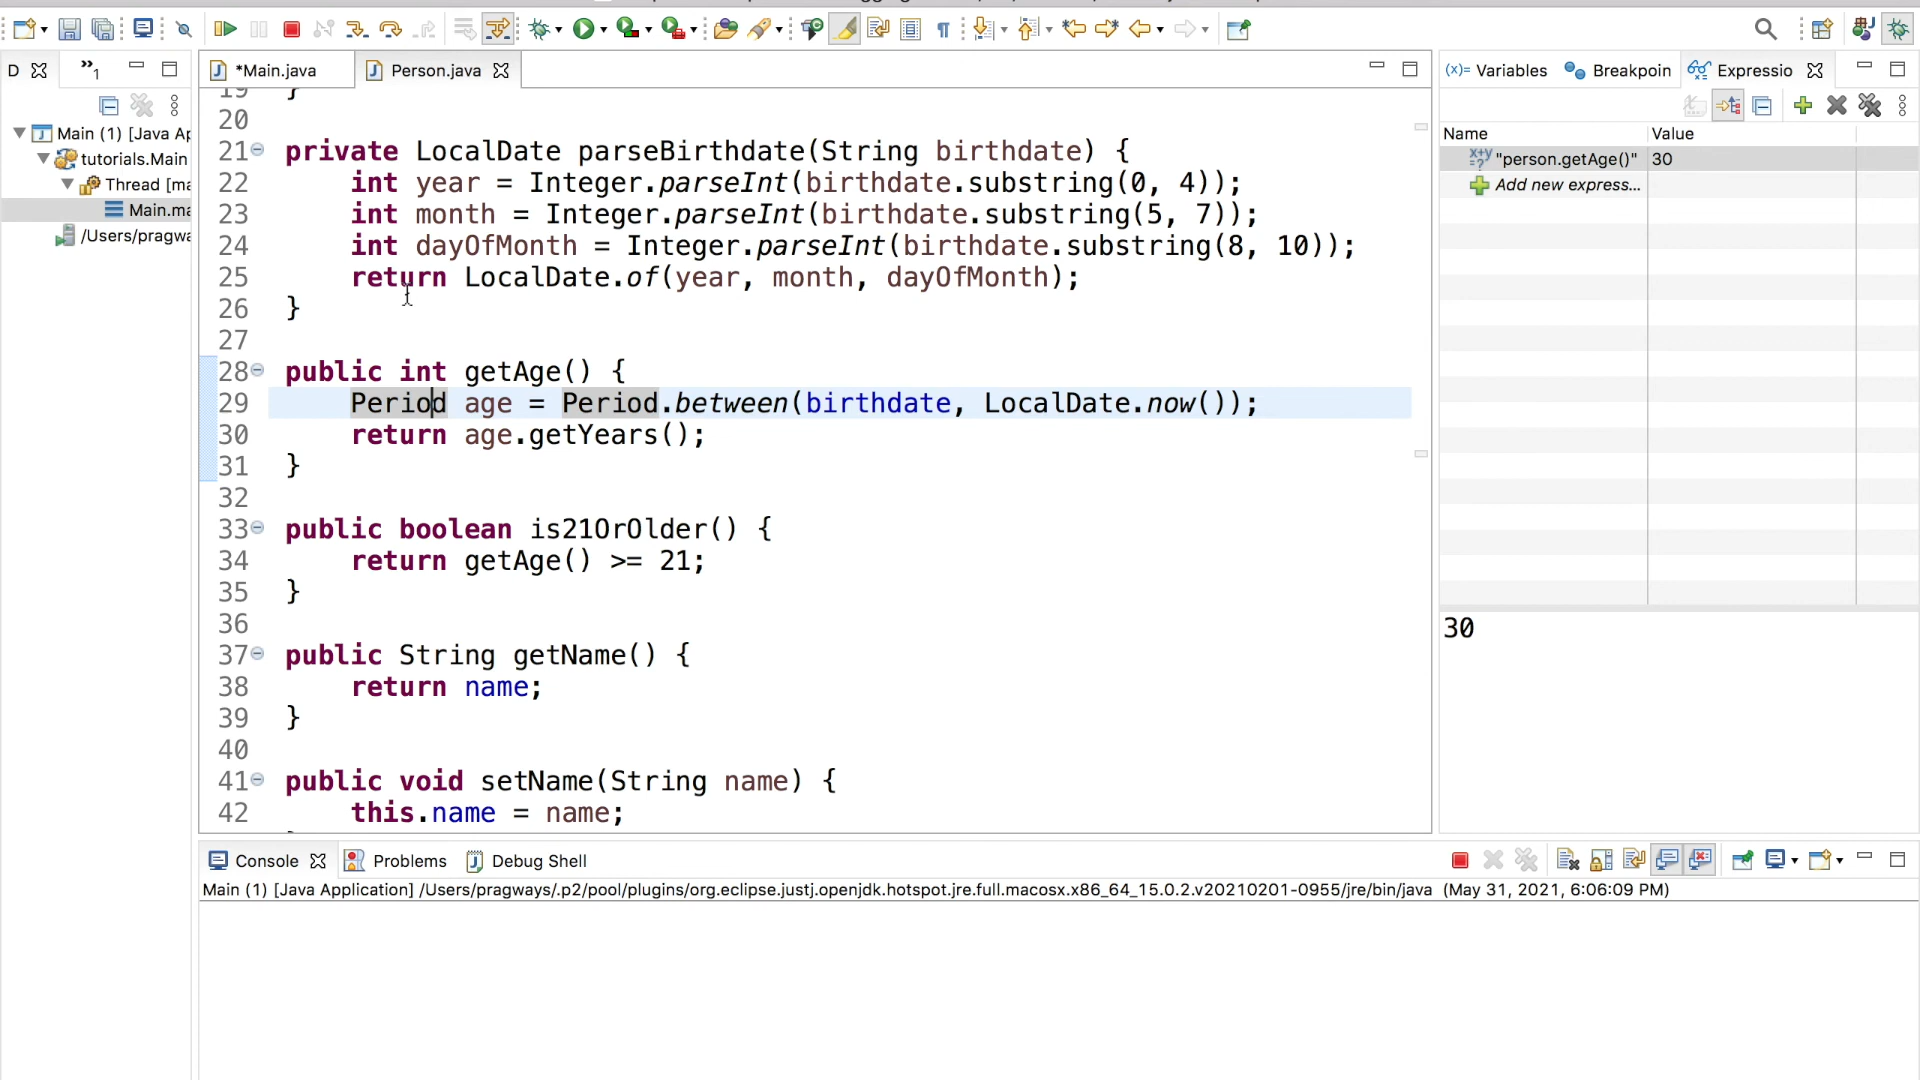 D
»1
*Main.java
Person.java
(x)= Variables
Breakpoin
Expressio
Main (1) [Java Ap
tutorials.Main
Thread [ma
Main.ma
/Users/pragwa
19 }
20
21 private LocalDate parseBirthdate(String birthdate) {
22 int year = Integer.parseInt(birthdate.substring(0, 4));
23 int month = Integer.parseInt(birthdate.substring(5, 7));
24 int dayOfMonth = Integer.parseInt(birthdate.substring(8, 10));
25 return LocalDate.of(year, month, dayOfMonth);
26 }
27
28 public int getAge() {
29 Period age = Period.between(birthdate, LocalDate.now());
30 return age.getYears();
31 }
32
33 public boolean is21OrOlder() {
34 return getAge() >= 21;
35 }
36
37 public String getName() {
38 return name;
39 }
40
41 public void setName(String name) {
42 this.name = name;
Name Value
"person.getAge()" 30
Add new express...
30
Console
Problems
Debug Shell
Main (1) [Java Application] /Users/pragways/.p2/pool/plugins/org.eclipse.justj.openjdk.hotspot.jre.full.macosx.x86_64_15.0.2.v20210201-0955/jre/bin/java (May 31, 2021, 6:06:09 PM)